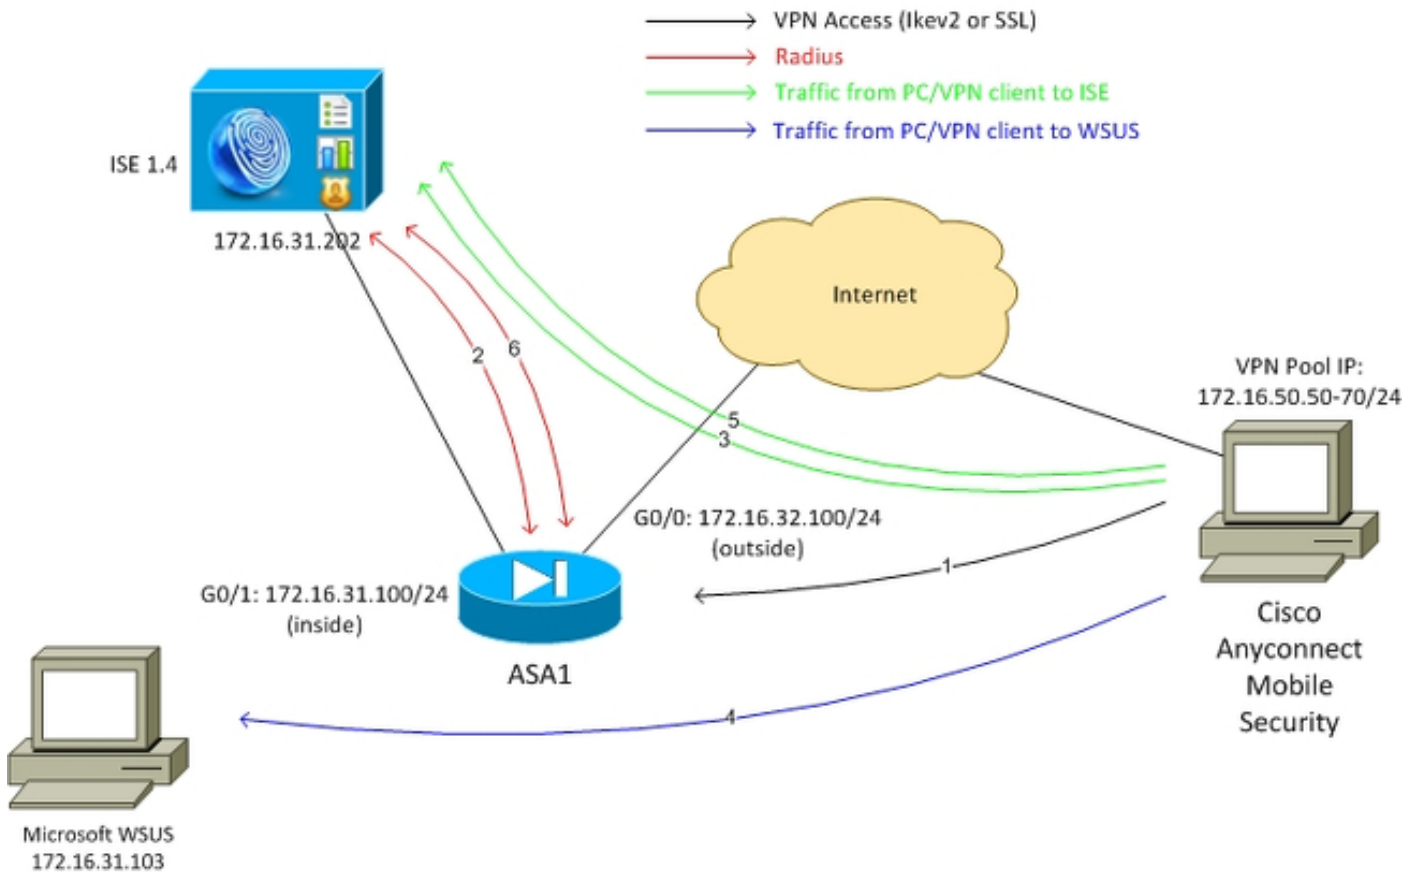 VPN Access (Ikev2 or SSL)
Radius
Traffic from PC/VPN client to ISE
Traffic from PC/VPN client to WSUS
ISE 1.4
172.16.31.202
Internet
2
6
VPN Pool IP:
172.16.50.50-70/24
5
3
G0/0: 172.16.32.100/24
(outside)
1
G0/1: 172.16.31.100/24
(inside)
ASA1
Cisco
Anyconnect
Mobile
Security
4
Microsoft WSUS
172.16.31.103